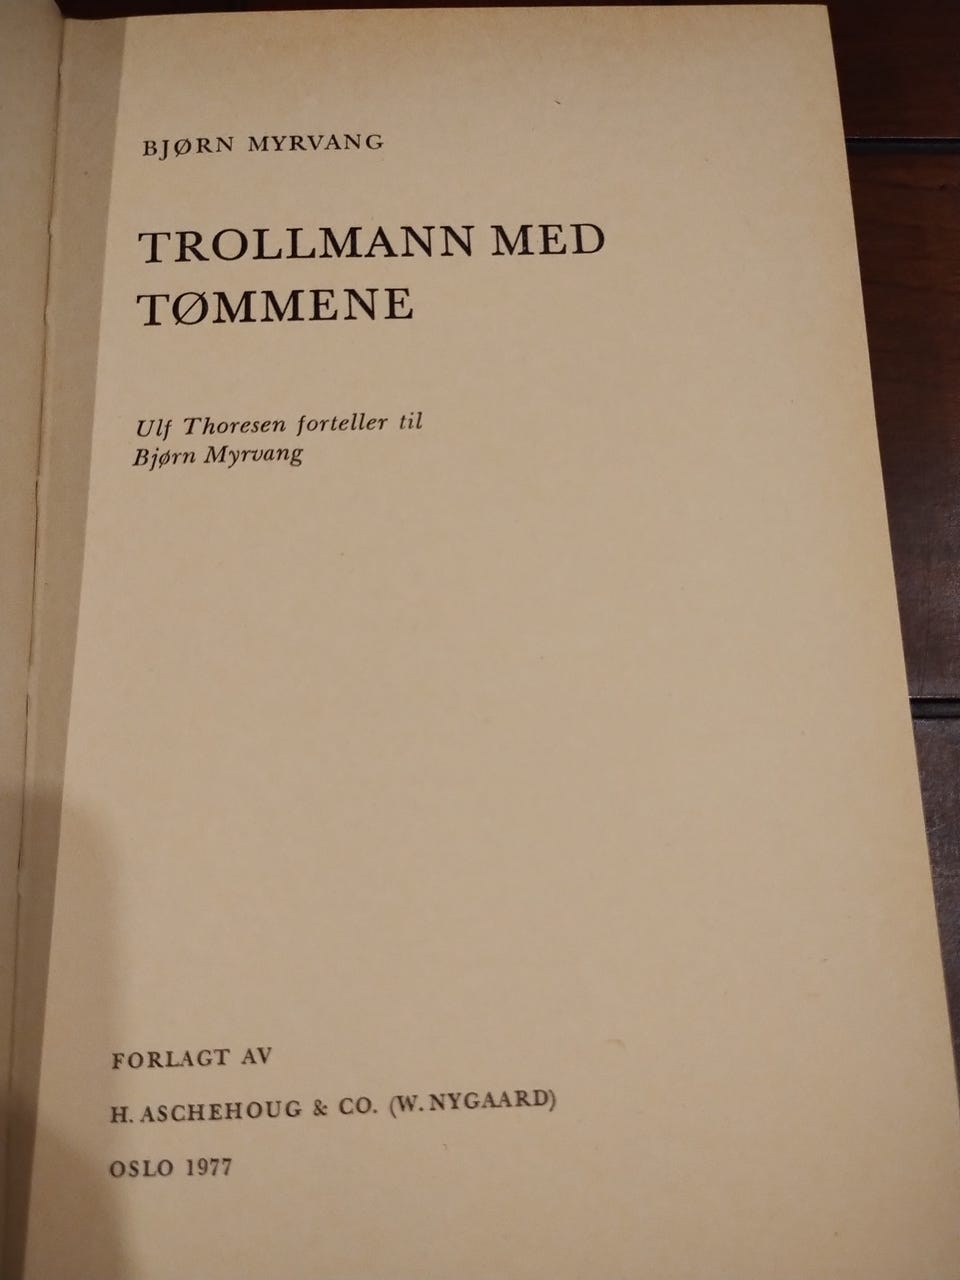 BJØRN MYRVANG
TROLLMANN MED
TØMMENE
Ulf Thoresen forteller til
Bjørn Myrvang
FORLAGT AV
H. ASCHEHOUG & CO. (W. NYGAARD)
OSLO 1977